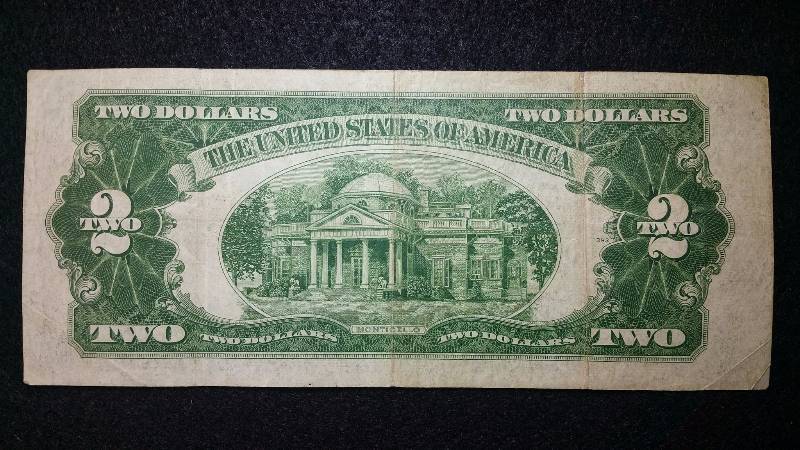 TWO DOLLARS TWO DOLLARS
THE UNITED STATES OF AMERICA
2 2
TWO TWO
MONTICELLO
TWO TWO DOLLARS TWO DOLLARS TWO